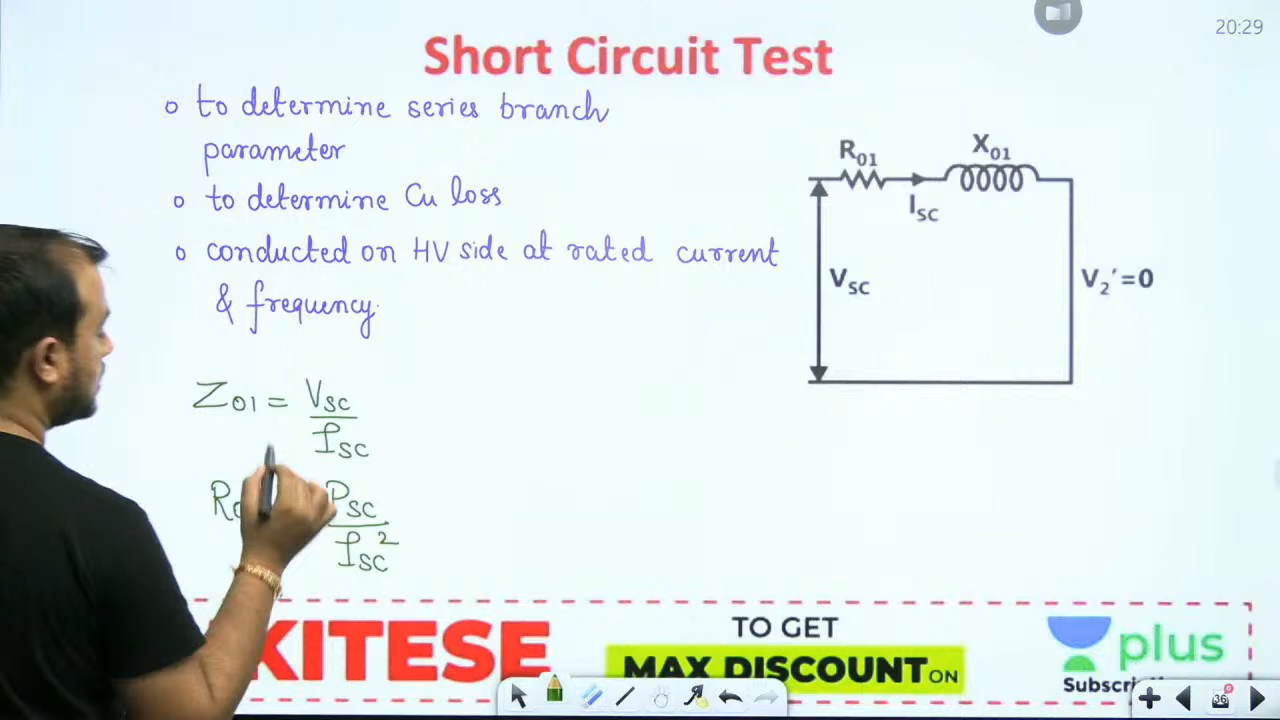 20:29
Short Circuit Test
o to determine series branch
parameter
o to determine Cu loss
o conducted on HV side at rated current
& frequency.
R01
X01
ISC
VSC
V2'=0
Z01 = VSC
ISC
PSC
ISC²
KITESE
TO GET
MAX DISCOUNT ON
plus
36